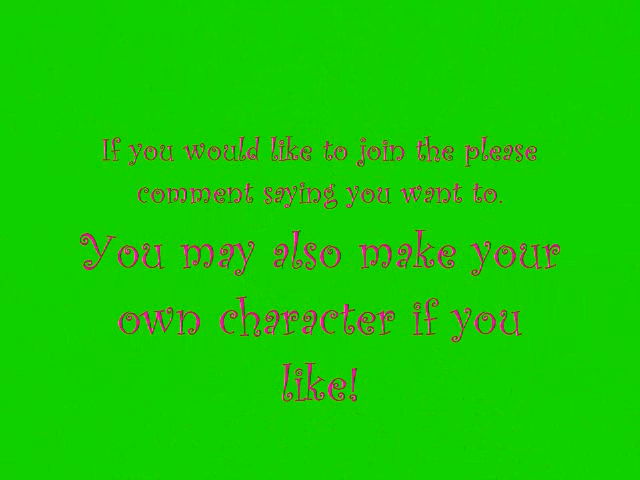 If you would like to join the please
comment saying you want to.
You may also make your
own character if you
like!